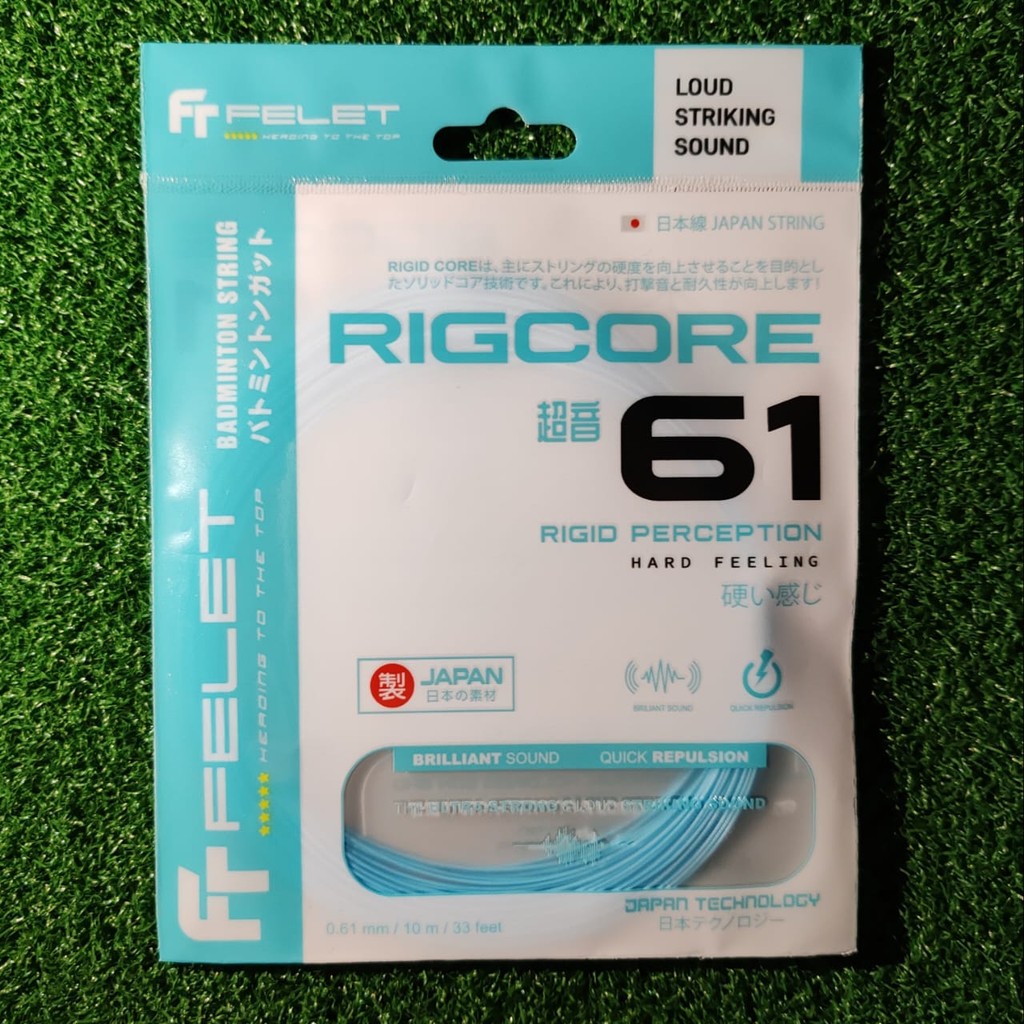 FELET
HEADING TO THE TOP
LOUD
STRIKING
SOUND
日本線 JAPAN STRING
RIGID COREは、主にストリングの硬度を向上させることを目的とし
たソリッドコア技術です。これにより、打撃音と耐久性が向上します!
RIGCORE
超音 61
RIGID PERCEPTION
HARD FEELING
硬い感じ
BADMINTON STRING
バトミントンガット
FELET
HEADING TO THE TOP
製 JAPAN
日本の素材
BRILIANT SOUND
QUICK REPULSION
BRILLIANT SOUND QUICK REPULSION
LOUD STRIKING SOUND
JAPAN TECHNOLOGY
日本テクノロジー
0.61 mm / 10 m / 33 feet